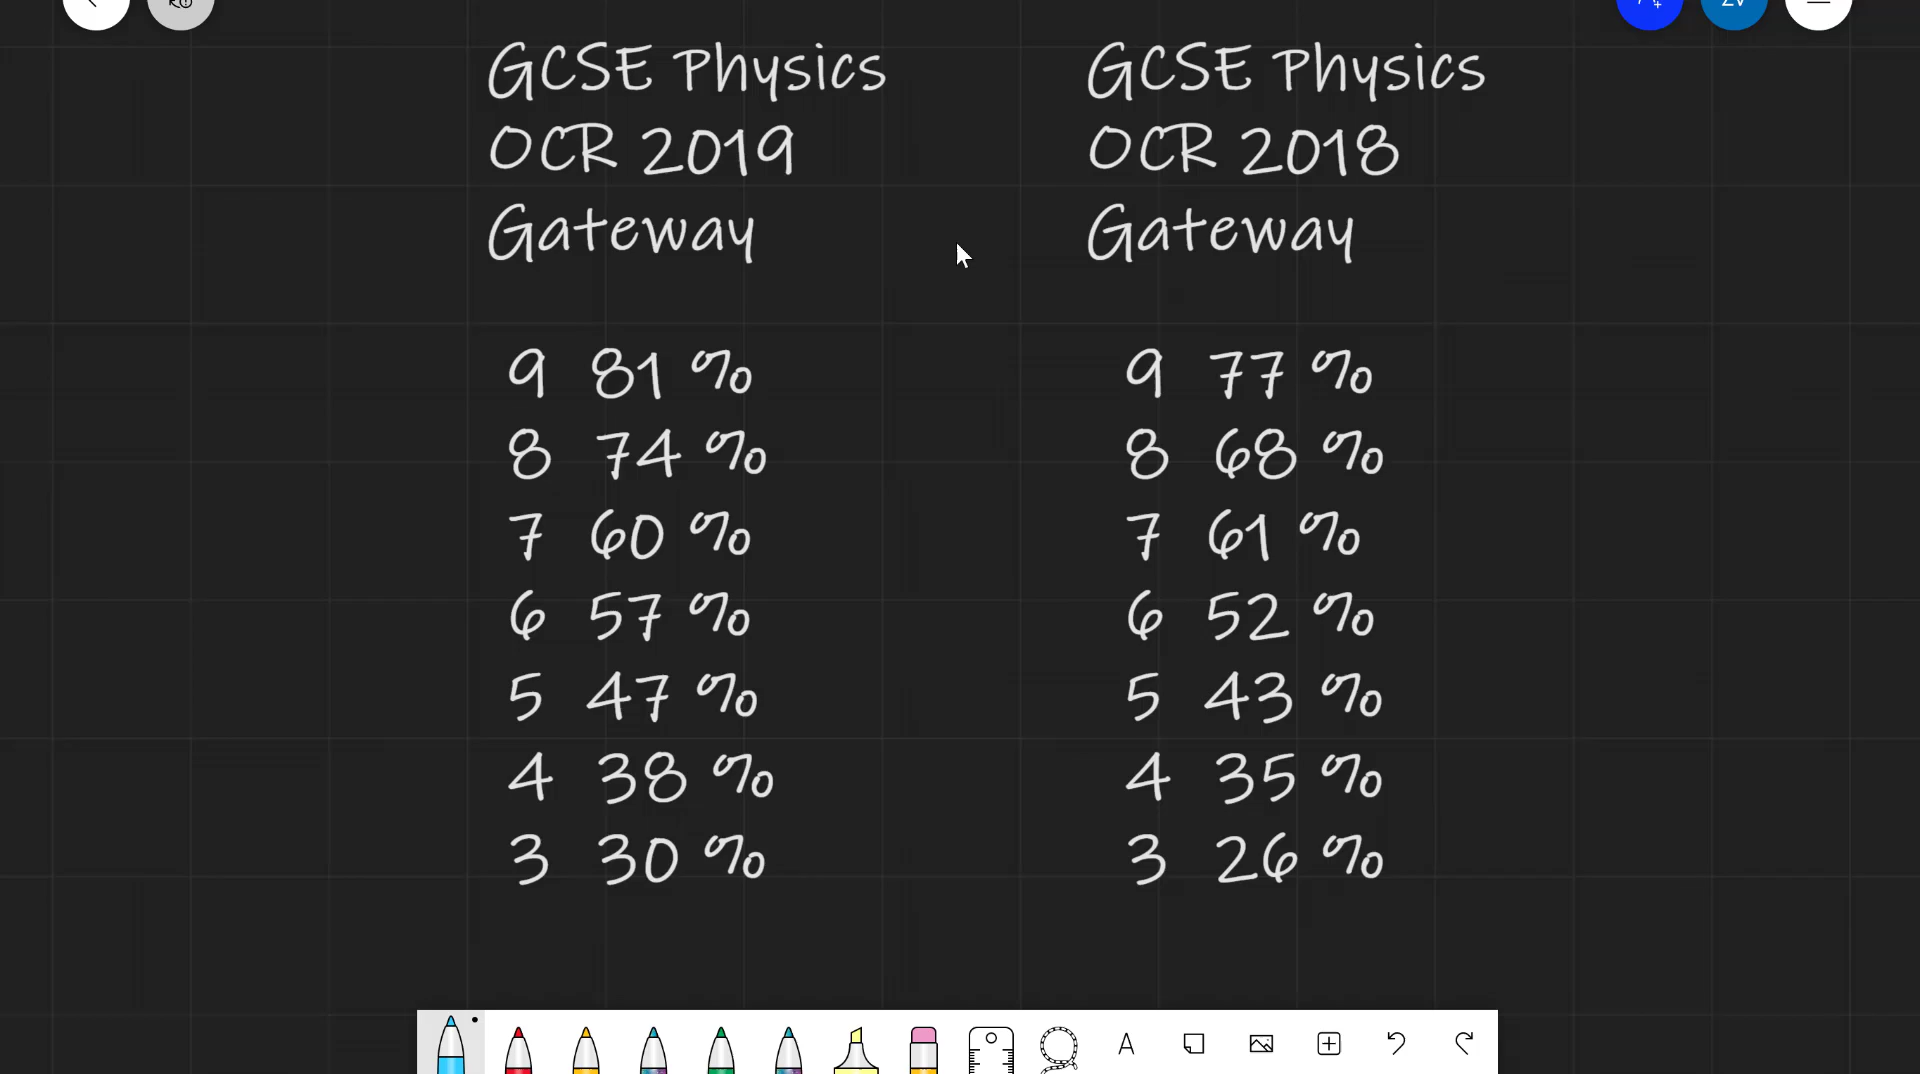 GCSE Physics
OCR 2019
Gateway
9 81 %
8 74 %
7 60 %
6 57 %
5 47 %
4 38 %
3 30 %
GCSE Physics
OCR 2018
Gateway
9 77 %
8 68 %
7 61 %
6 52 %
5 43 %
4 35 %
3 26 %